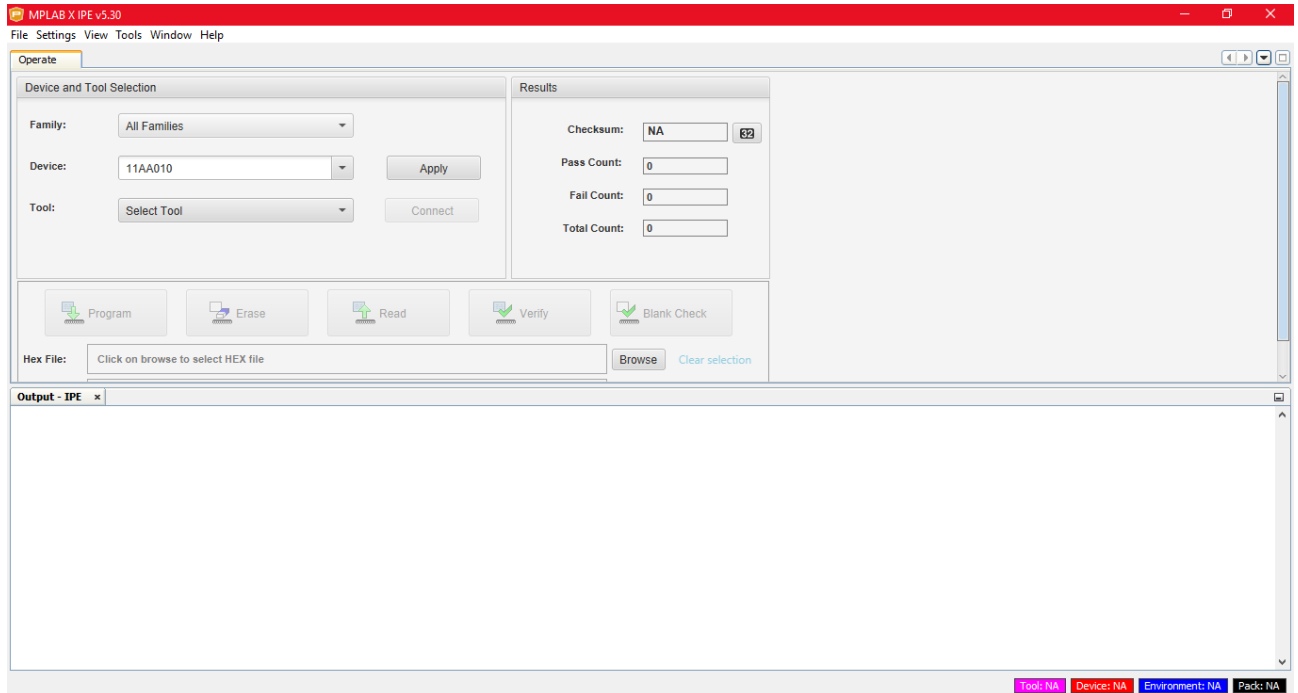 MPLAB X IPE v5.30
File Settings View Tools Window Help
Operate
Device and Tool Selection
Results
Family:
All Families
Checksum:
NA
32
Device:
11AA010
Apply
Pass Count:
0
Tool:
Select Tool
Connect
Fail Count:
0
Total Count:
0
Program
Erase
Read
Verify
Blank Check
Hex File:
Click on browse to select HEX file
Browse
Clear selection
Output - IPE
Tool: NA
Device: NA
Environment: NA
Pack: NA